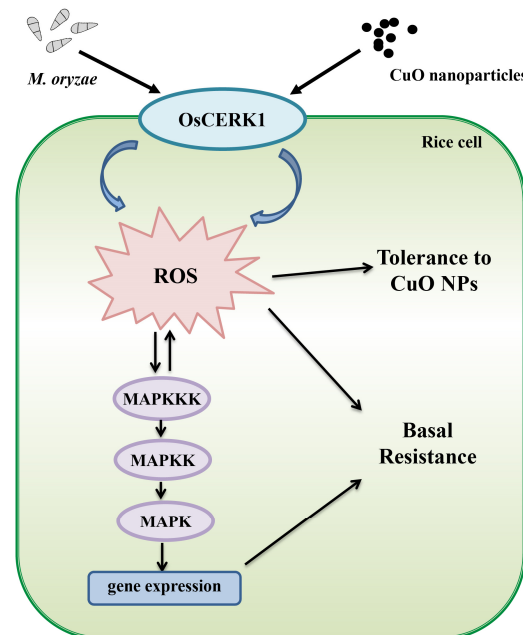 M. oryzae
CuO nanoparticles
OsCERK1
Rice cell
ROS
Tolerance to
CuO NPs
MAPKKK
MAPKK
MAPK
Basal
Resistance
gene expression